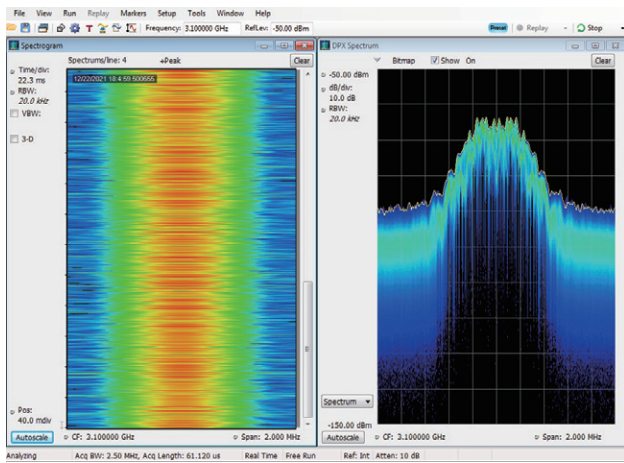 File View Run Replay Markers Setup Tools Window Help
Frequency: 3.100000 GHz RefLev: -50.00 dBm Preset Replay Stop
Spectrogram
Spectrums/line: 4 +Peak Clear
Time/div:
22.3 ms
RBW:
20.0 kHz
VBW:
3-D
12/22/2021 18:4:59.500655
Pos:
40.0 mdiv
Autoscale CF: 3.100000 GHz Span: 2.000 MHz
DPX Spectrum
Bitmap Show On Clear
-50.00 dBm
dB/div:
10.0 dB
RBW:
20.0 kHz
Spectrum
-150.00 dBm
Autoscale CF: 3.100000 GHz Span: 2.000 MHz
Analyzing Acq BW: 2.50 MHz, Acq Length: 61.120 us Real Time Free Run Ref: Int Atten: 10 dB